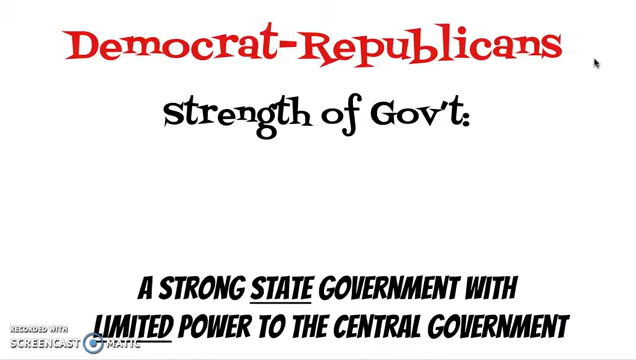 Democrat-Republicans
Strength of Gov't:
A STRONG STATE GOVERNMENT WITH
LIMITED POWER TO THE CENTRAL GOVERNMENT
RECORDED WITH
SCREENCAST MATIC